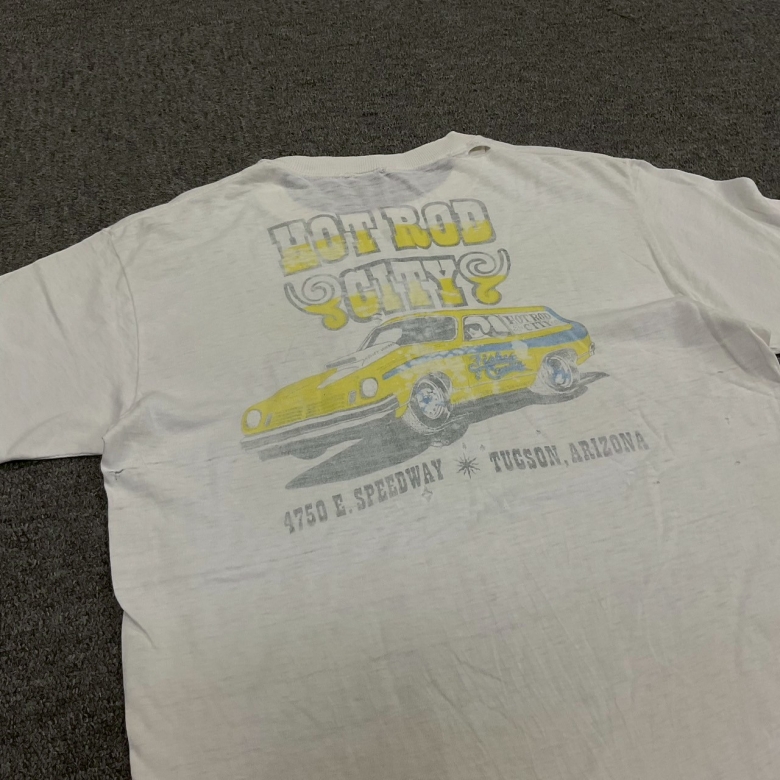 HOT ROD
CITY
HOT ROD
CITY
4750 E. SPEEDWAY TUCSON, ARIZONA